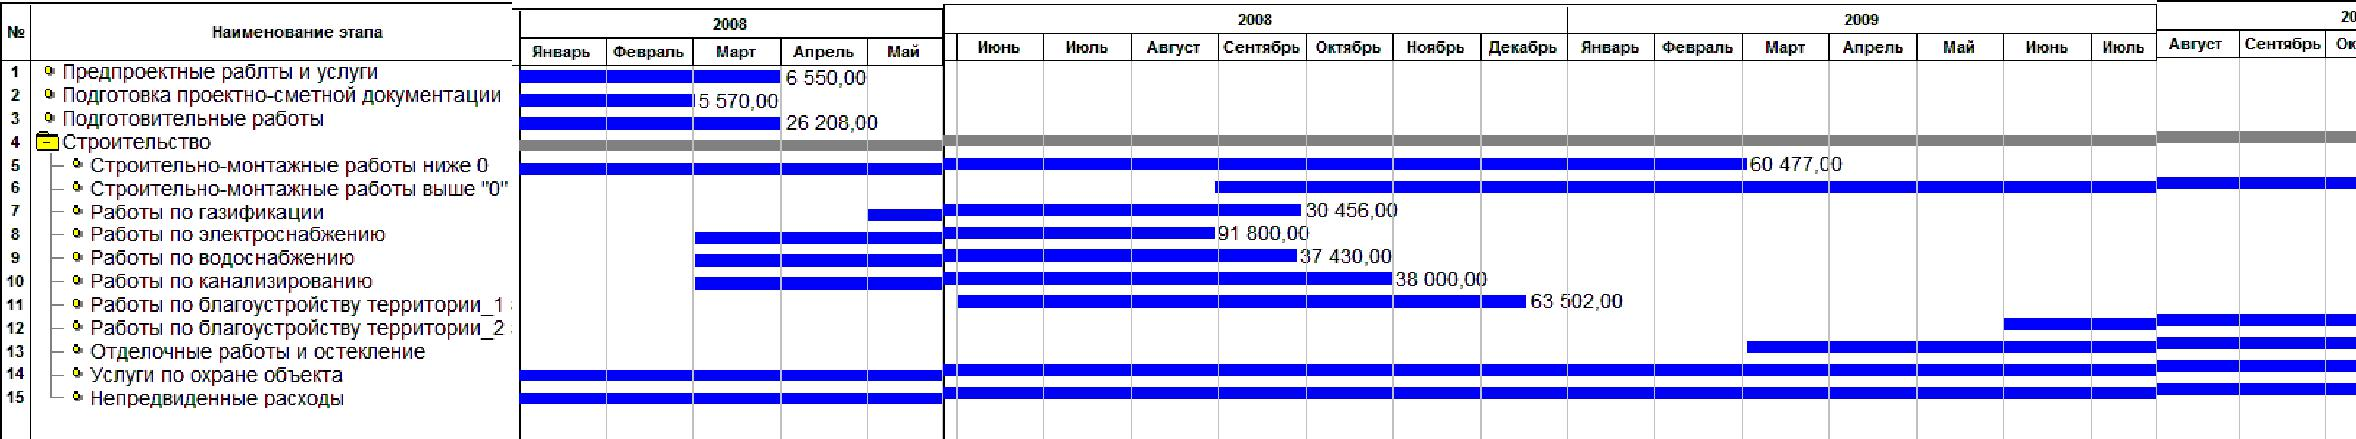 2008 2008 2009 20
№ Наименование этапа Январь Февраль Март Апрель Май Июнь Июль Август Сентябрь Октябрь Ноябрь Декабрь Январь Февраль Март Апрель Май Июнь Июль Август Сентябрь Ок
1 Предпроектные раблты и услуги 6 550,00
2 Подготовка проектно-сметной документации 5 570,00
3 Подготовительные работы 26 208,00
4 Строительство
5 Строительно-монтажные работы ниже 0 60 477,00
6 Строительно-монтажные работы выше "0"
7 Работы по газификации 30 456,00
8 Работы по электроснабжению 91 800,00
9 Работы по водоснабжению 37 430,00
10 Работы по канализированию 38 000,00
11 Работы по благоустройству территории_1 63 502,00
12 Работы по благоустройству территории_2
13 Отделочные работы и остекление
14 Услуги по охране объекта
15 Непредвиденные расходы